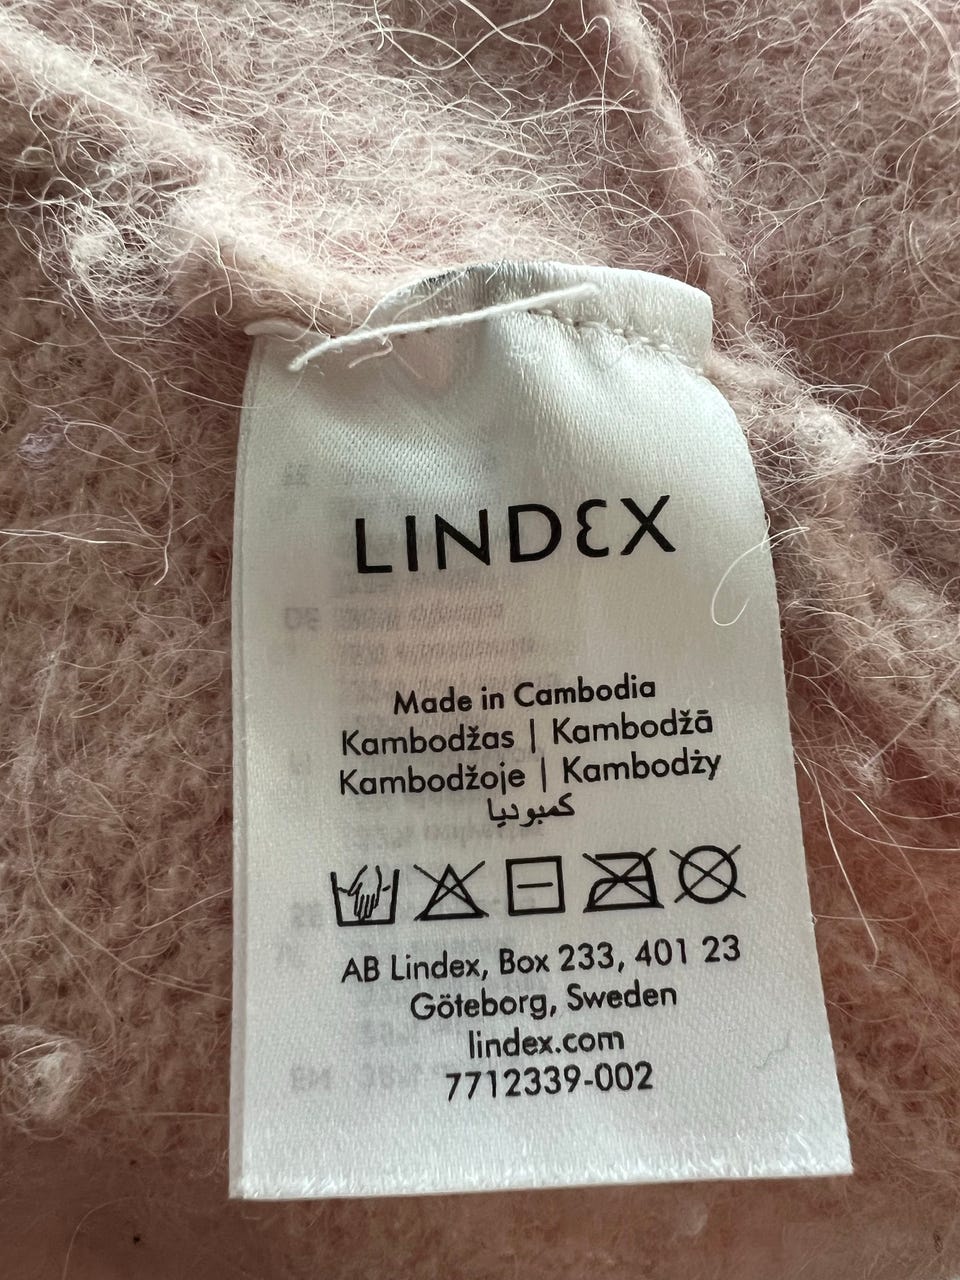 LINDEX
Made in Cambodia
Kambodžas | Kambodžā
Kambodžoje | Kambodży
كمبوديا
AB Lindex, Box 233, 401 23
Göteborg, Sweden
lindex.com
7712339-002